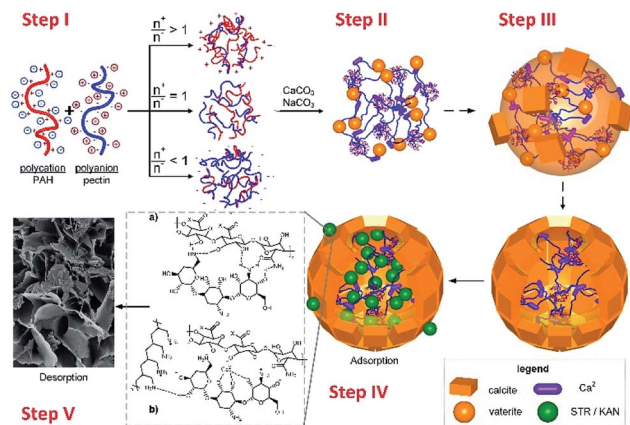 Step I
Step II
Step III
n⁺/n⁻ > 1
n⁺/n⁻ = 1
n⁺/n⁻ < 1
polycation
PAH
+
polyanion
pectin
CaCO₃
NaCO₃
a)
b)
Desorption
Adsorption
Step V
Step IV
legend
calcite
Ca²
vaterite
STR / KAN